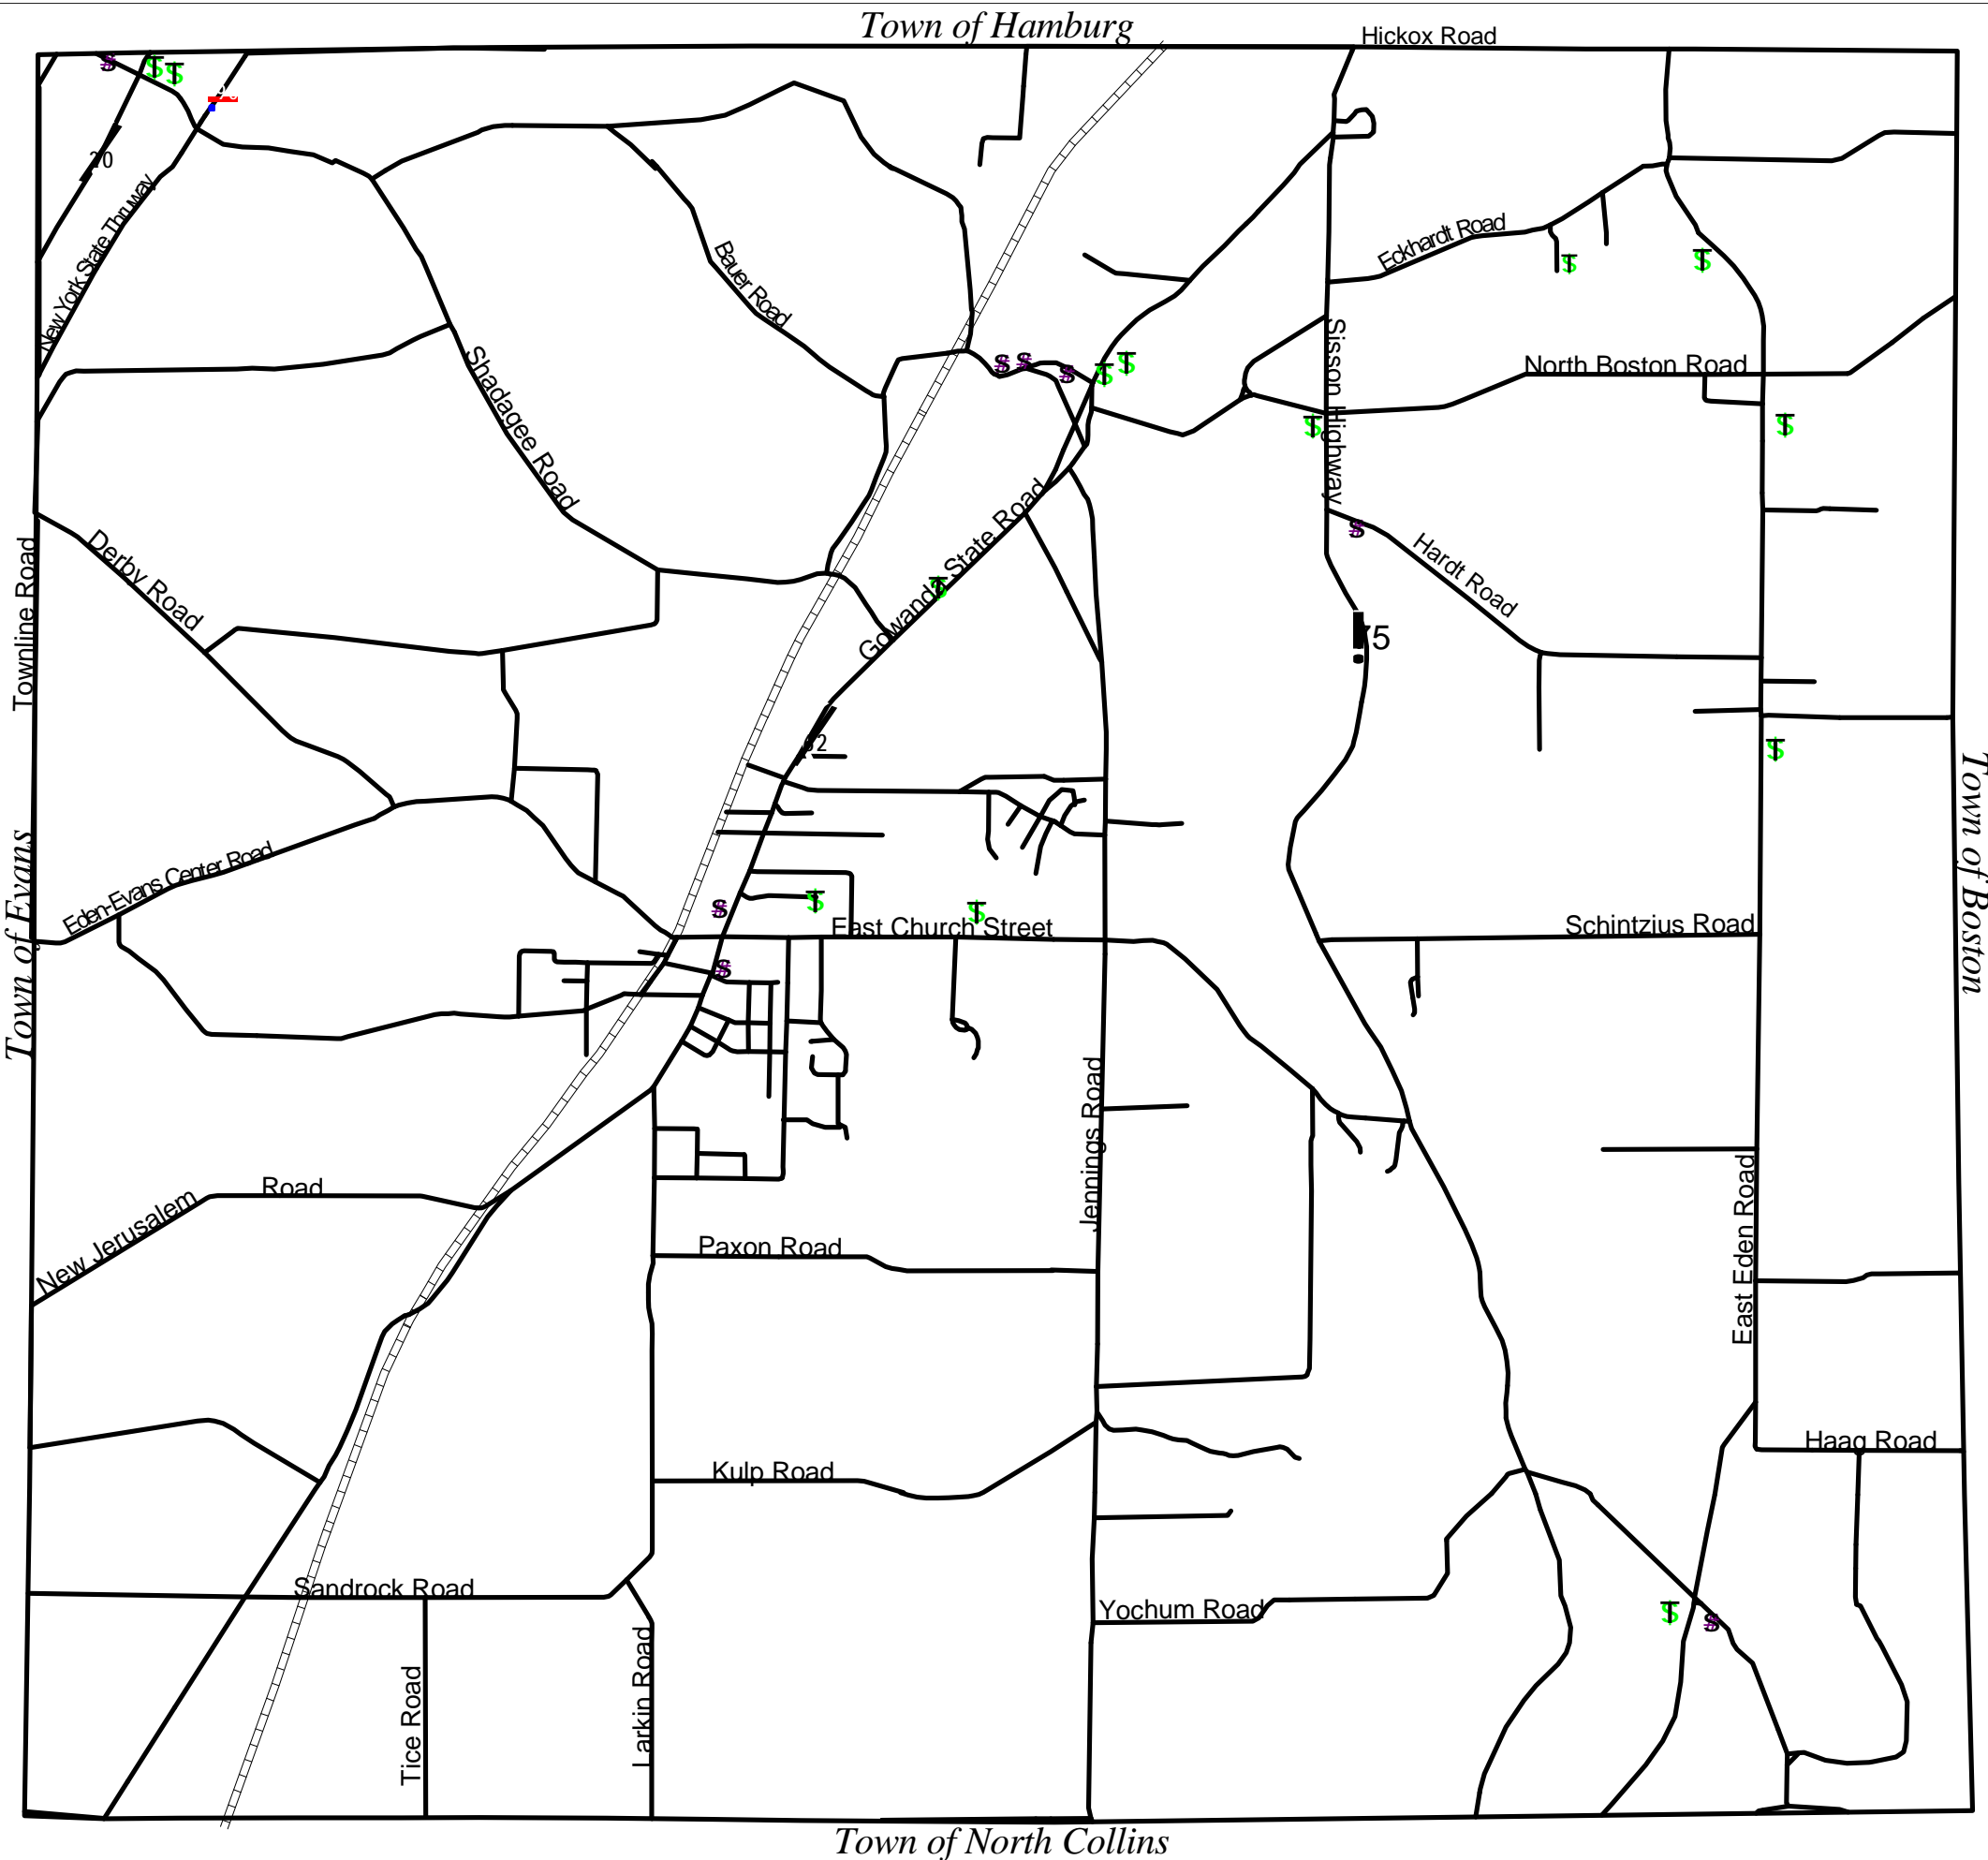 Town of Hamburg
Hickox Road
20
New York State Thruway
Bauer Road
Eckhardt Road
Shadagee Road
Sisson Highway
North Boston Road
Derby Road
Townline Road
Gowanda State Road
Hardt Road
75
62
Town of Evans
Eden-Evans Center Road
East Church Street
Schintzius Road
Town of Boston
Jennings Road
New Jerusalem
Road
Paxon Road
East Eden Road
Kulp Road
Haag Road
Sandrock Road
Yochum Road
Tice Road
Larkin Road
Town of North Collins